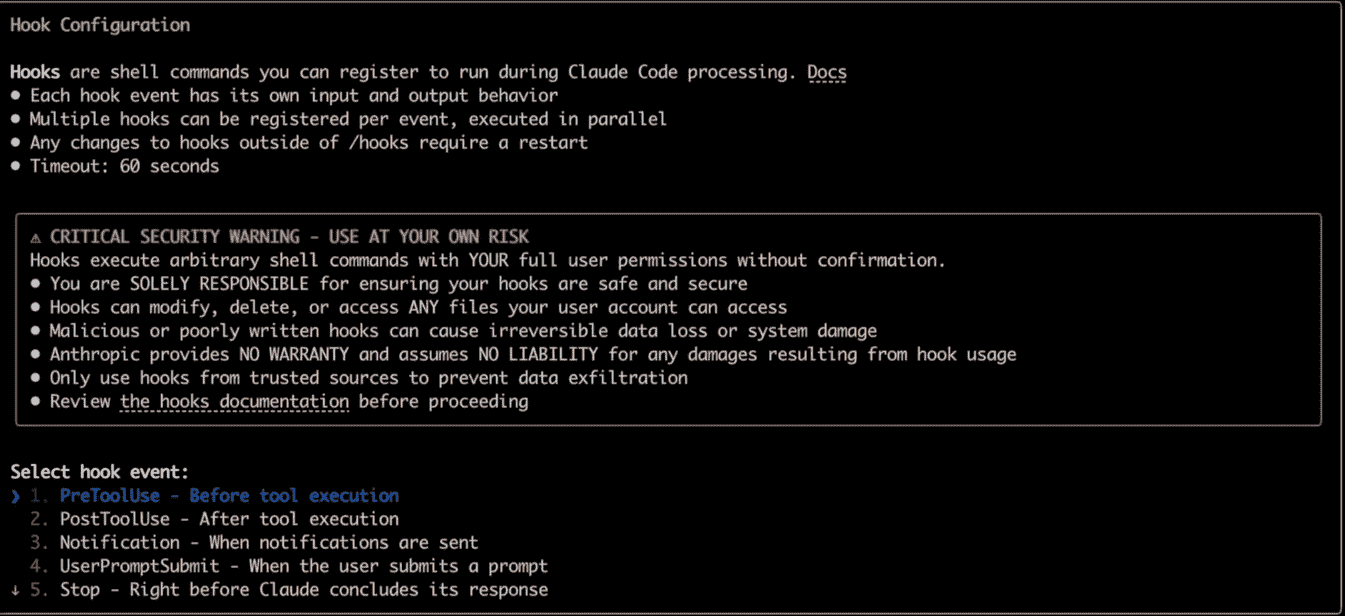 Hook Configuration
Hooks are shell commands you can register to run during Claude Code processing. Docs
● Each hook event has its own input and output behavior
● Multiple hooks can be registered per event, executed in parallel
● Any changes to hooks outside of /hooks require a restart
● Timeout: 60 seconds
⚠ CRITICAL SECURITY WARNING - USE AT YOUR OWN RISK
Hooks execute arbitrary shell commands with YOUR full user permissions without confirmation.
● You are SOLELY RESPONSIBLE for ensuring your hooks are safe and secure
● Hooks can modify, delete, or access ANY files your user account can access
● Malicious or poorly written hooks can cause irreversible data loss or system damage
● Anthropic provides NO WARRANTY and assumes NO LIABILITY for any damages resulting from hook usage
● Only use hooks from trusted sources to prevent data exfiltration
● Review the hooks documentation before proceeding
Select hook event:
❯ 1. PreToolUse - Before tool execution
2. PostToolUse - After tool execution
3. Notification - When notifications are sent
4. UserPromptSubmit - When the user submits a prompt
↓ 5. Stop - Right before Claude concludes its response